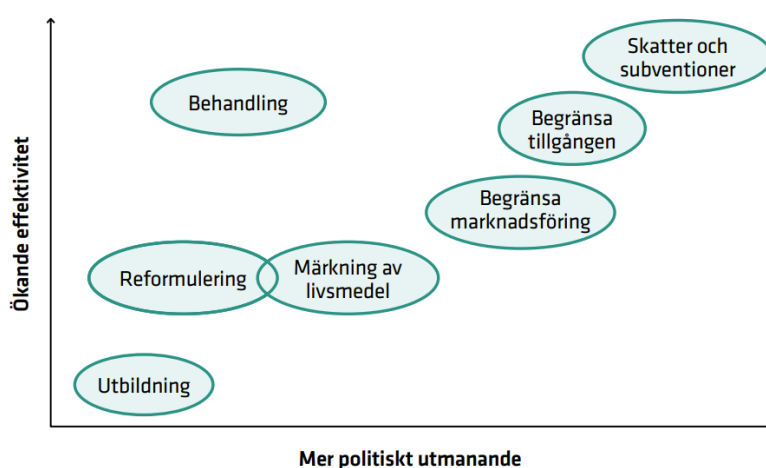 Skatter och
subventioner
Behandling
Begränsa
tillgången
Begränsa
marknadsföring
Reformulering
Märkning av
livsmedel
Utbildning
Ökande effektivitet
Mer politiskt utmanande